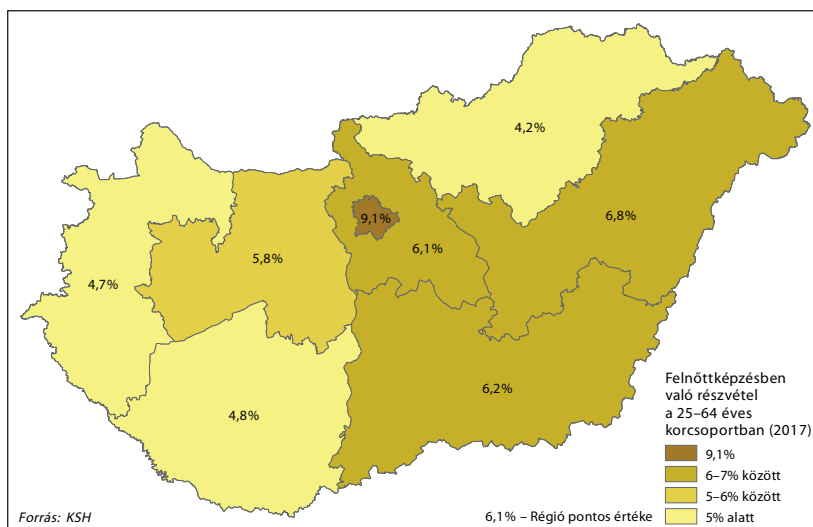 4,2%
9,1%
6,8%
6,1%
5,8%
4,7%
6,2%
4,8%
Felnőttképzésben
való részvétel
a 25–64 éves
korcsoportban (2017)
9,1%
6–7% között
5–6% között
5% alatt
6,1% – Régió pontos értéke
Forrás: KSH